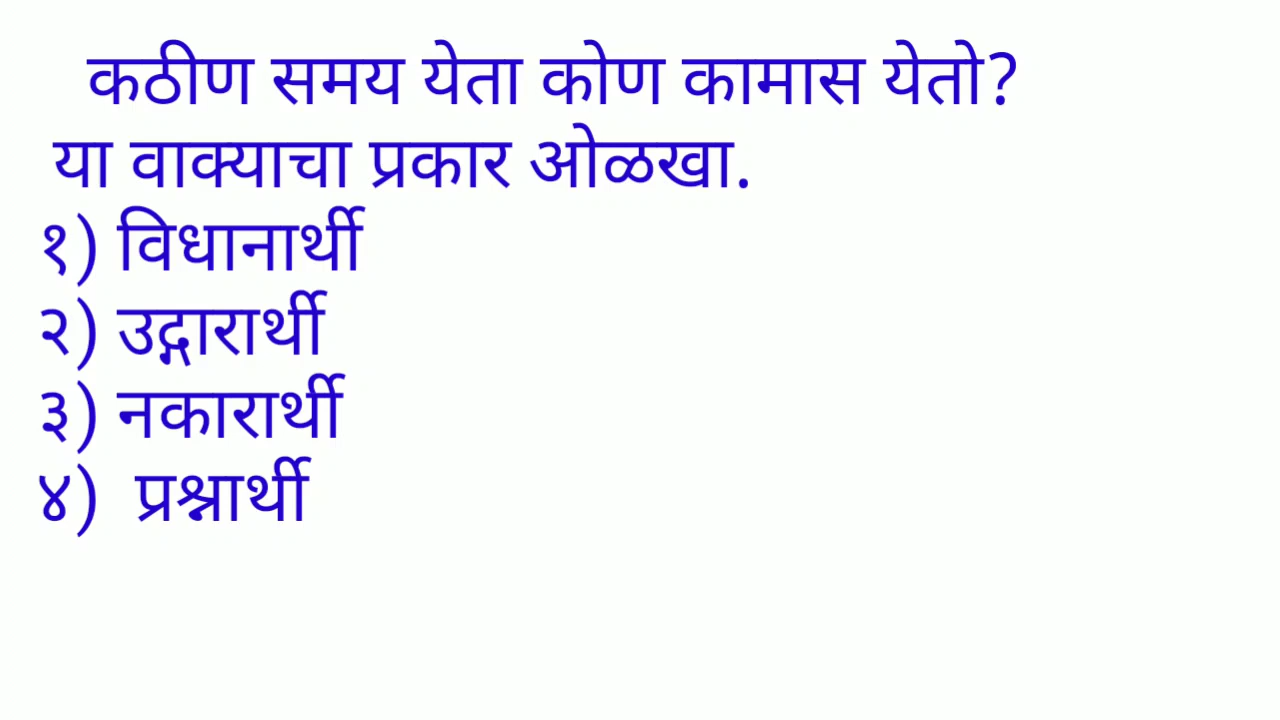 कठीण समय येता कोण कामास येतो?
या वाक्याचा प्रकार ओळखा.
१) विधानार्थी
२) उद्गारार्थी
३) नकारार्थी
४) प्रश्नार्थी